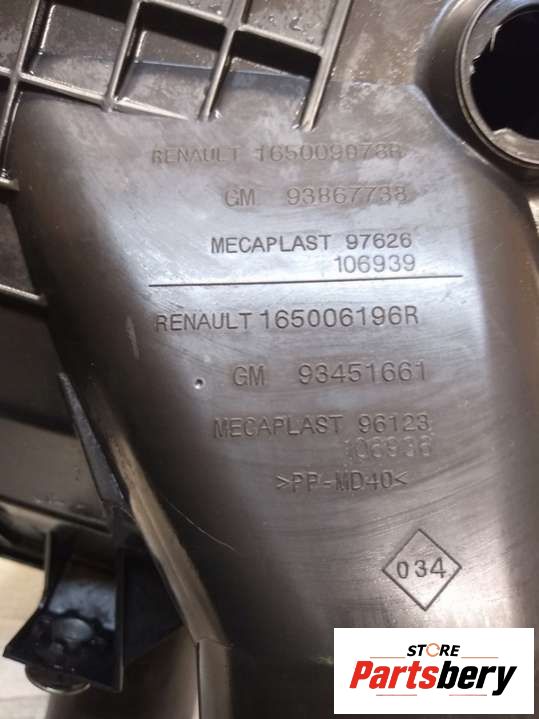 RENAULT 165009078R
GM 93867738
MECAPLAST 97626
106939
RENAULT 165006196R
GM 93451661
MECAPLAST 96123
106938
>PP-MD40<
034
STORE
Partsbery